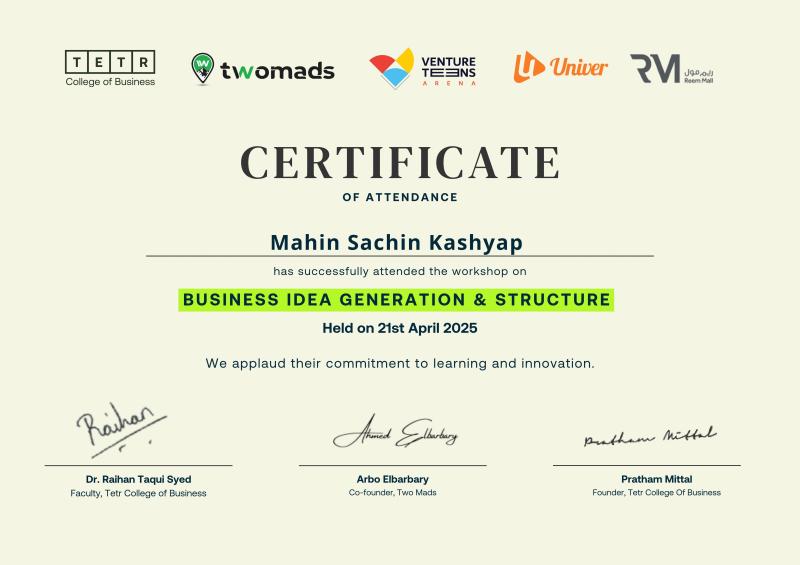 TETR
College of Business
twomads
VENTURE
TEENS
ARENA
Univer
RM
ريم مول
Reem Mall
CERTIFICATE
OF ATTENDANCE
Mahin Sachin Kashyap
has successfully attended the workshop on
BUSINESS IDEA GENERATION & STRUCTURE
Held on 21st April 2025
We applaud their commitment to learning and innovation.
Raihan
Ahmed Elbarbary
Pratham Mittal
Dr. Raihan Taqui Syed
Faculty, Tetr College of Business
Arbo Elbarbary
Co-founder, Two Mads
Pratham Mittal
Founder, Tetr College Of Business